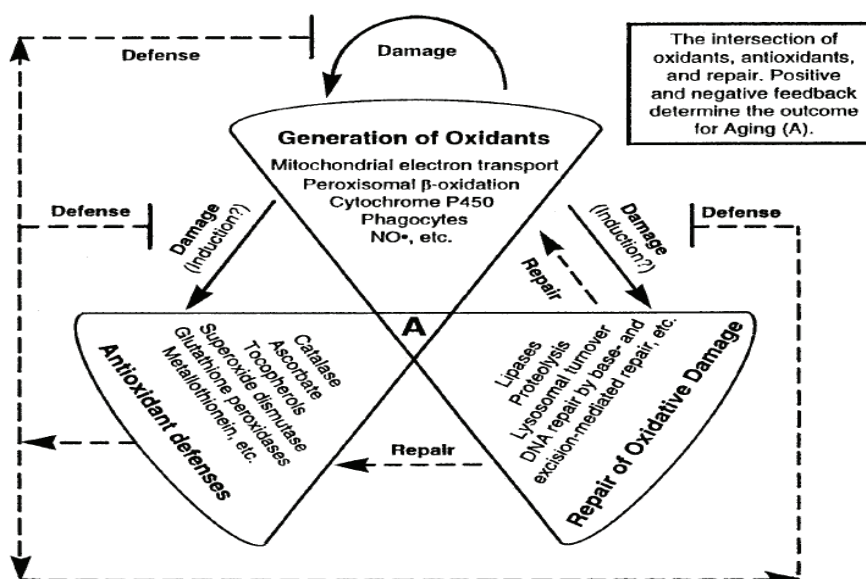 Defense
Damage
The intersection of
oxidants, antioxidants,
and repair. Positive
and negative feedback
determine the outcome
for Aging (A).
Generation of Oxidants
Mitochondrial electron transport
Peroxisomal β-oxidation
Cytochrome P450
Phagocytes
NO•, etc.
Defense
Damage
(Induction?)
Damage
(Induction?)
Defense
Repair
A
Antioxidant defenses
Catalase
Ascorbate
Tocopherols
Superoxide dismutase
Glutathione peroxidases
Metallothionein, etc.
Repair
Lipases
Proteolysis
Lysosomal turnover
DNA repair by base- and
excision-mediated repair, etc.
Repair of Oxidative Damage